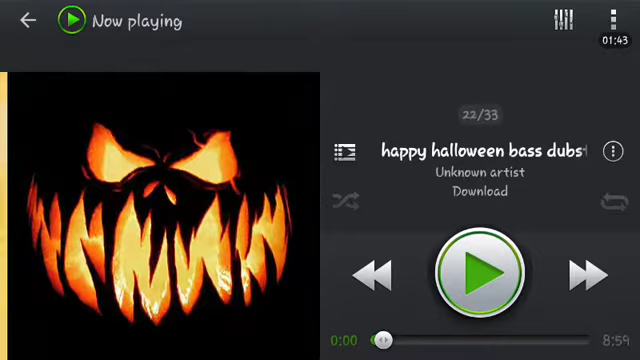 Now playing
01:43
22/33
happy halloween bass dubs
Unknown artist
Download
0:00
8:59